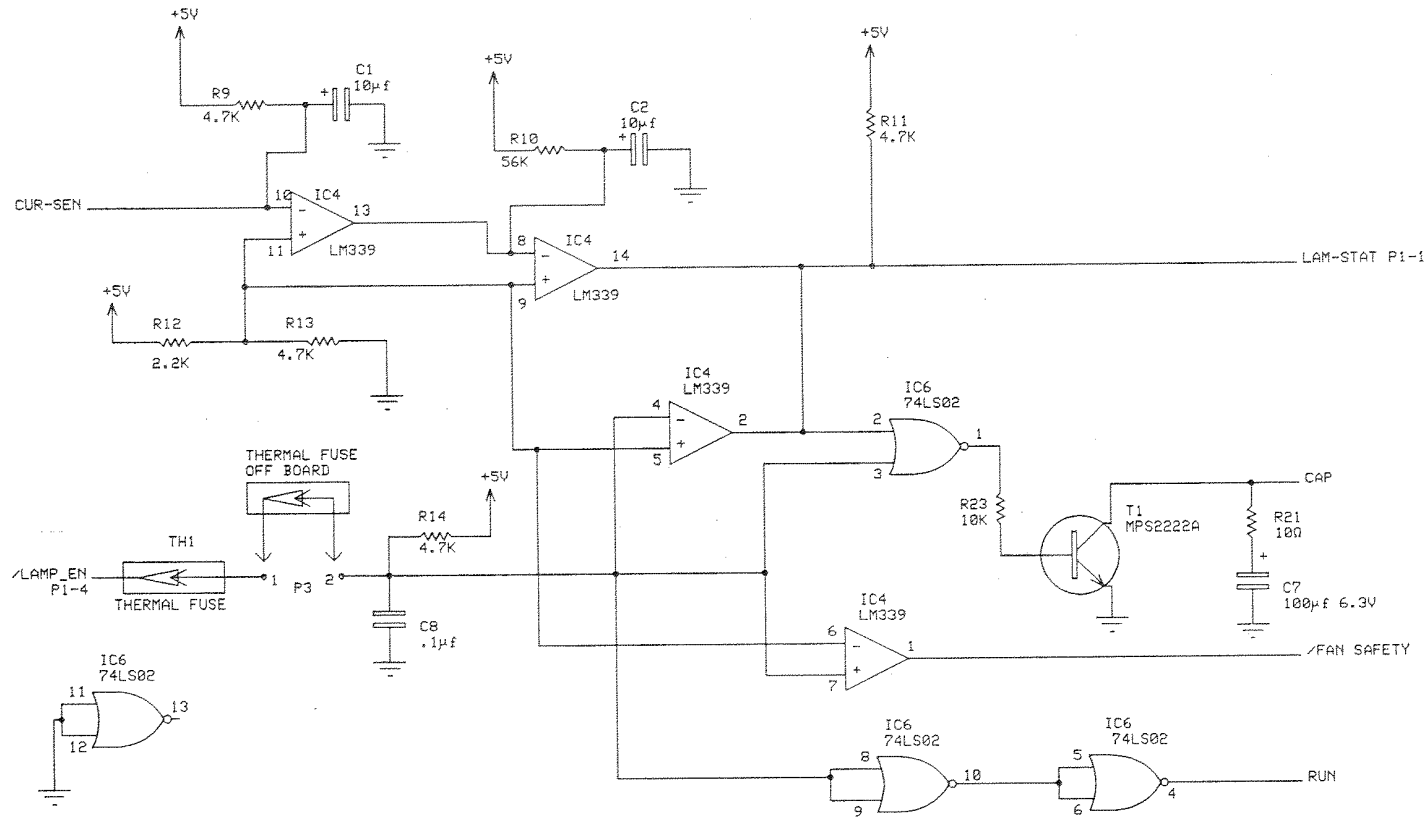 +5V
R9
4.7K
C1
10µf
+
+5V
R10
56K
C2
10µf
+
+5V
R11
4.7K
CUR-SEN
10
IC4
13
11
LM339
-
+
8
IC4
14
9
LM339
-
+
LAM-STAT P1-1
+5V
R12
2.2K
R13
4.7K
IC4
LM339
4
2
5
-
+
IC6
74LS02
2
1
3
THERMAL FUSE
OFF BOARD
+5V
R14
4.7K
R23
10K
T1
MPS2222A
CAP
R21
10Ω
+
C7
100µf 6.3V
TH1
/LAMP_EN
P1-4
THERMAL FUSE
1
P3
2
C8
.1µf
IC4
LM339
6
1
7
-
+
/FAN SAFETY
IC6
74LS02
11
13
12
IC6
74LS02
8
10
9
IC6
74LS02
5
4
6
RUN